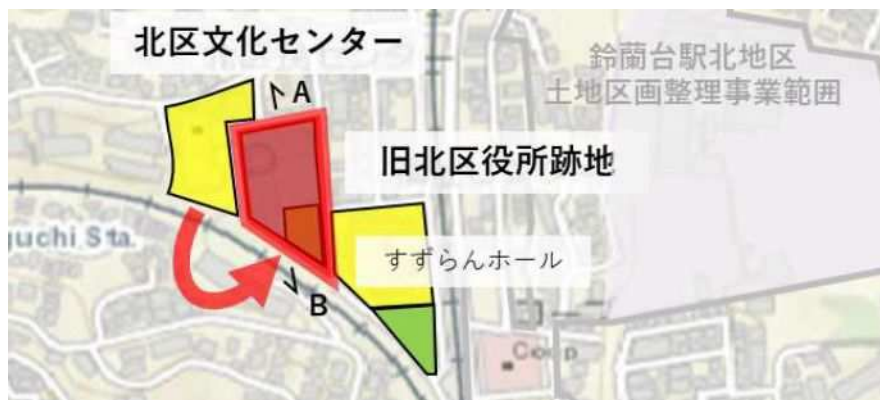 北区文化センター
鈴蘭台駅北地区
土地区画整理事業範囲
A
旧北区役所跡地
guchi Sta.
すずらんホール
B